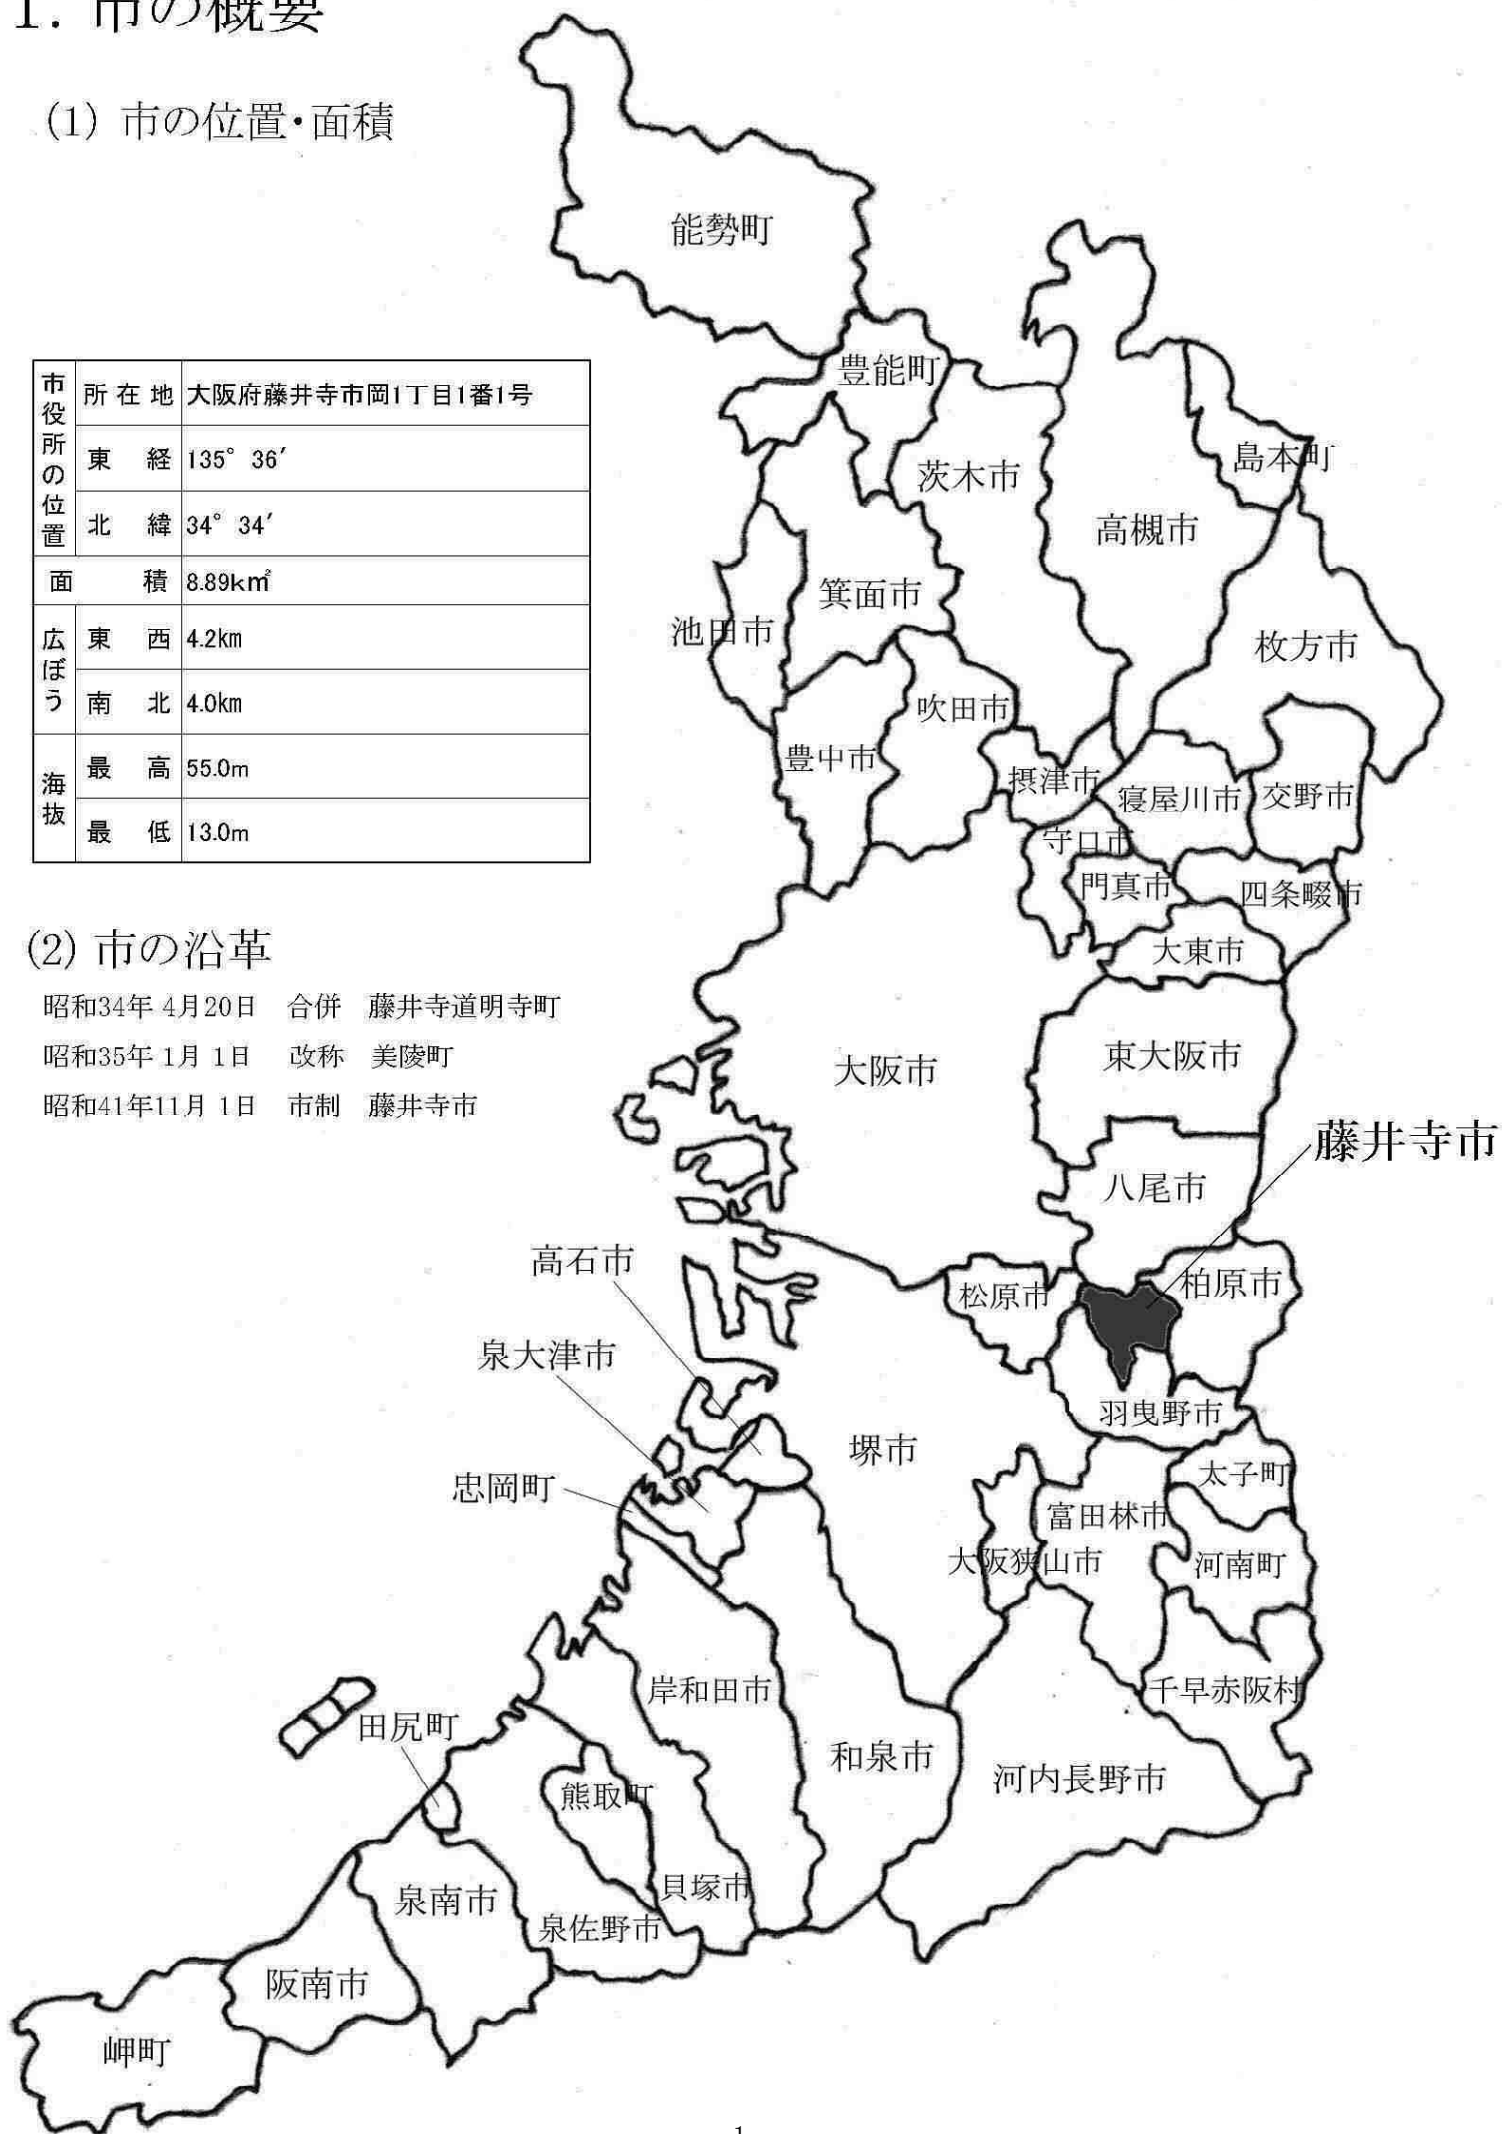 1. 市の概要
(1) 市の位置・面積
市役所の位置
所在地 大阪府藤井寺市岡1丁目1番1号
東経 135°36′
北緯 34°34′
面積 8.89k㎡
広ぼう
東西 4.2km
南北 4.0km
海抜
最高 55.0m
最低 13.0m
(2) 市の沿革
昭和34年 4月20日 合併 藤井寺道明寺町
昭和35年 1月 1日 改称 美陵町
昭和41年11月 1日 市制 藤井寺市
能勢町
豊能町
茨木市
島本町
高槻市
箕面市
池田市
枚方市
吹田市
豊中市
摂津市
寝屋川市
交野市
守口市
門真市
四条畷市
大東市
東大阪市
大阪市
藤井寺市
八尾市
高石市
柏原市
松原市
泉大津市
羽曳野市
堺市
太子町
忠岡町
富田林市
大阪狭山市
河南町
岸和田市
千早赤阪村
田尻町
和泉市
河内長野市
熊取町
貝塚市
泉南市
泉佐野市
阪南市
岬町
1